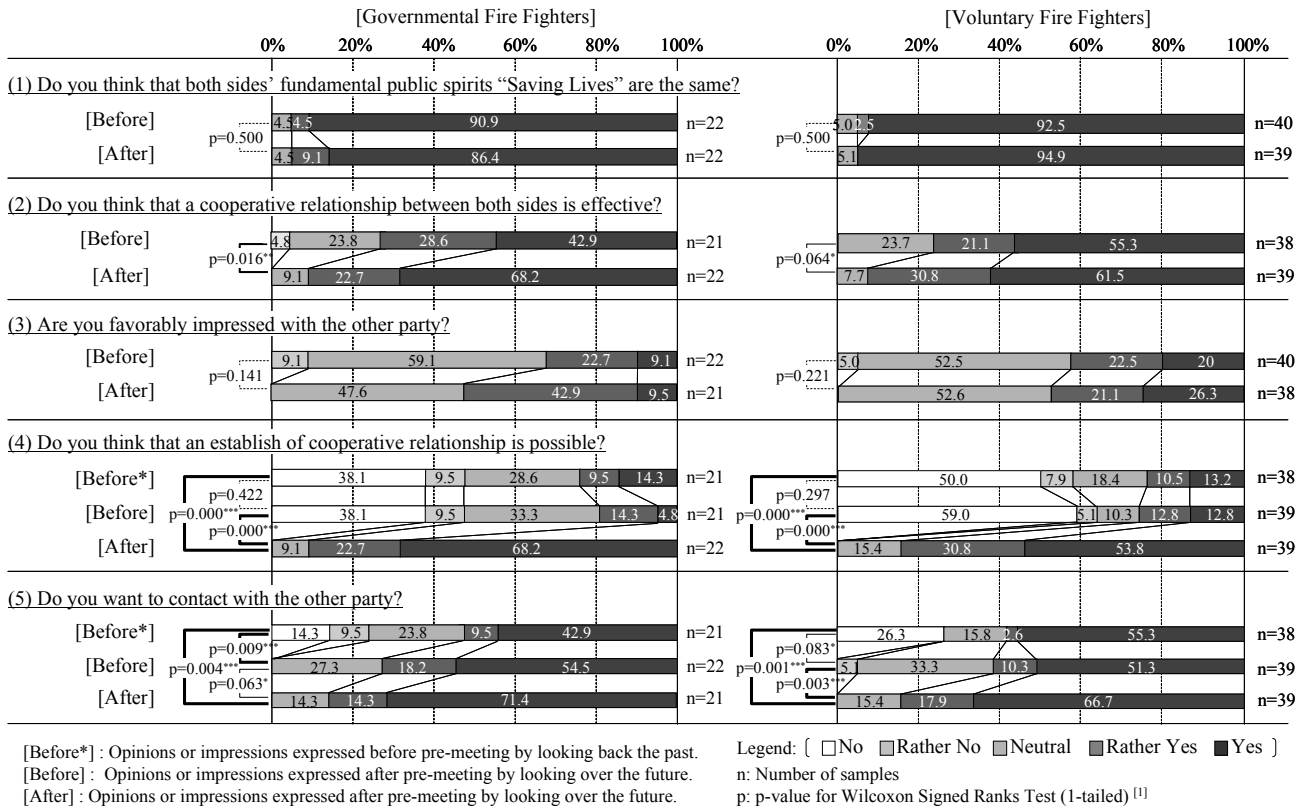 [Governmental Fire Fighters] [Voluntary Fire Fighters]
0% 20% 40% 60% 80% 100% 0% 20% 40% 60% 80% 100%
(1) Do you think that both sides' fundamental public spirits "Saving Lives" are the same?
[Before] 4.5 4.5 90.9 n=22 5.0 2.5 92.5 n=40
p=0.500 p=0.500
[After] 4.5 9.1 86.4 n=22 5.1 94.9 n=39
(2) Do you think that a cooperative relationship between both sides is effective?
[Before] 4.8 23.8 28.6 42.9 n=21 23.7 21.1 55.3 n=38
p=0.016** p=0.064*
[After] 9.1 22.7 68.2 n=22 7.7 30.8 61.5 n=39
(3) Are you favorably impressed with the other party?
[Before] 9.1 59.1 22.7 9.1 n=22 5.0 52.5 22.5 20 n=40
p=0.141 p=0.221
[After] 47.6 42.9 9.5 n=21 52.6 21.1 26.3 n=38
(4) Do you think that an establish of cooperative relationship is possible?
[Before*] 38.1 9.5 28.6 9.5 14.3 n=21 50.0 7.9 18.4 10.5 13.2 n=38
p=0.422 p=0.297
[Before] 38.1 9.5 33.3 14.3 4.8 n=21 59.0 5.1 10.3 12.8 12.8 n=39
p=0.000*** p=0.000***
p=0.000*** p=0.000***
[After] 9.1 22.7 68.2 n=22 15.4 30.8 53.8 n=39
(5) Do you want to contact with the other party?
[Before*] 14.3 9.5 23.8 9.5 42.9 n=21 26.3 15.8 2.6 55.3 n=38
p=0.009*** p=0.083*
[Before] 27.3 18.2 54.5 n=22 5.1 33.3 10.3 51.3 n=39
p=0.004*** p=0.001***
p=0.063* p=0.003***
[After] 14.3 14.3 71.4 n=21 15.4 17.9 66.7 n=39
[Before*] : Opinions or impressions expressed before pre-meeting by looking back the past.
[Before] : Opinions or impressions expressed after pre-meeting by looking over the future.
[After] : Opinions or impressions expressed after pre-meeting by looking over the future.
Legend: [ No Rather No Neutral Rather Yes Yes ]
n: Number of samples
p: p-value for Wilcoxon Signed Ranks Test (1-tailed) [1]